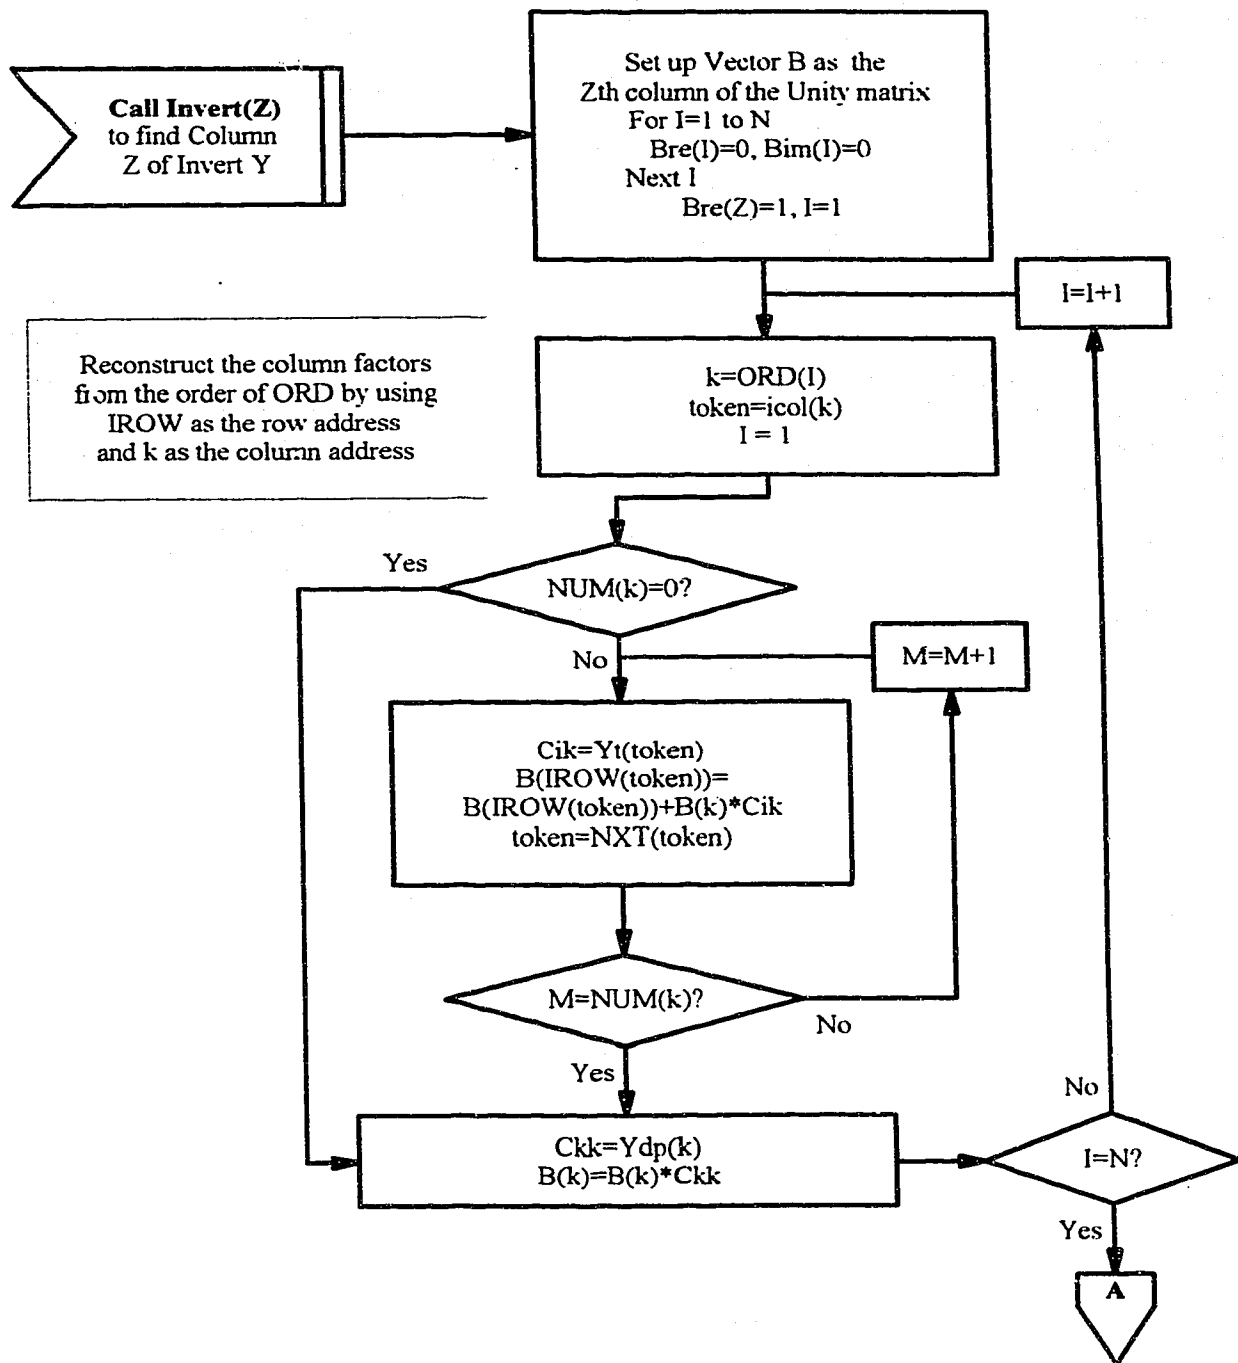 Call Invert(Z)
to find Column
Z of Invert Y
Set up Vector B as the
Zth column of the Unity matrix
For I=1 to N
Bre(I)=0, Bim(I)=0
Next I
Bre(Z)=1, I=1
I=I+1
Reconstruct the column factors
from the order of ORD by using
IROW as the row address
and k as the column address
k=ORD(I)
token=icol(k)
I = 1
Yes
NUM(k)=0?
No
M=M+1
Cik=Yt(token)
B(IROW(token))=
B(IROW(token))+B(k)*Cik
token=NXT(token)
M=NUM(k)?
No
Yes
No
Ckk=Ydp(k)
B(k)=B(k)*Ckk
I=N?
Yes
A